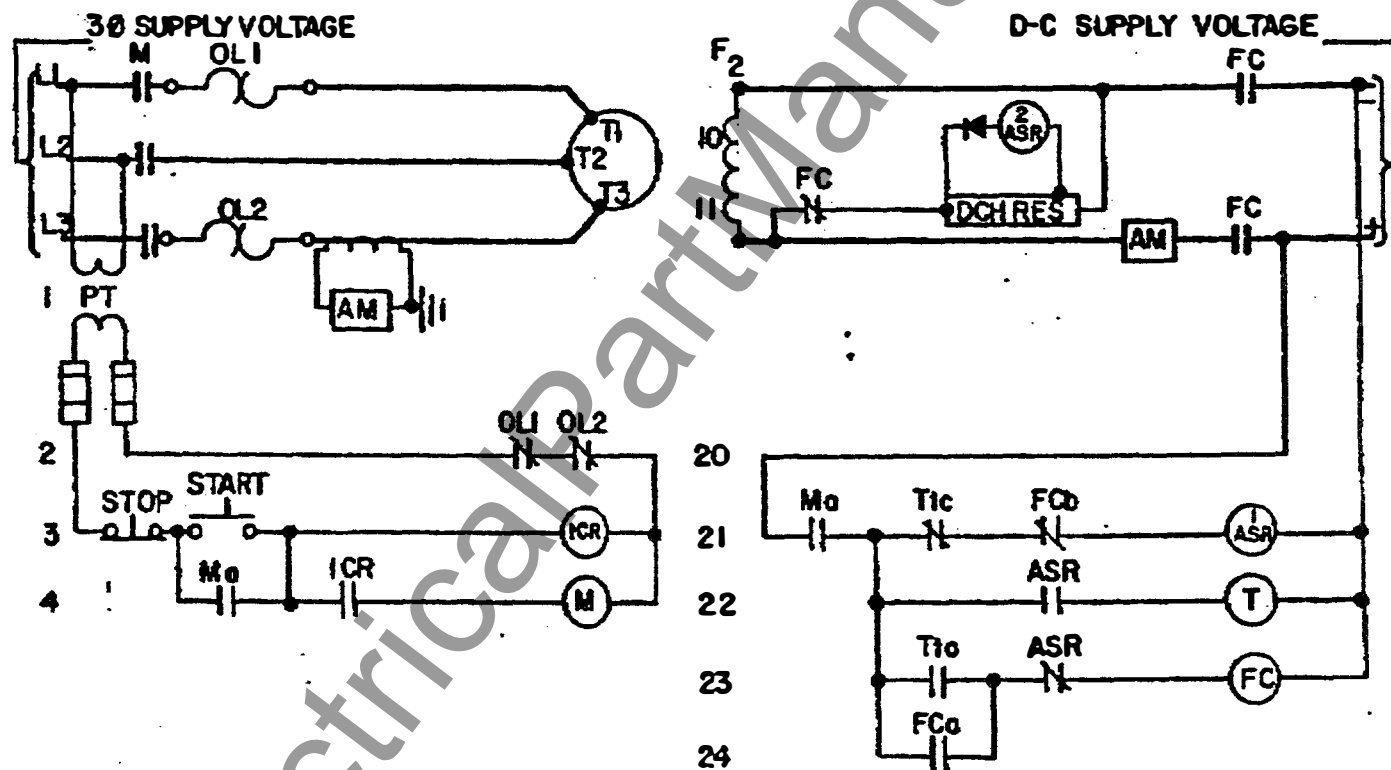 3Ø SUPPLY VOLTAGE
D-C SUPPLY VOLTAGE
M
OL1
F2
FC
L1
T1
2
ASR
L2
T2
10
T3
FC
L3
OL2
11
DCH RES
FC
AM
1
PT
AM
OL1
OL2
2
20
STOP
START
Ma
T1c
FCb
3
1CR
21
1
ASR
Ma
1CR
ASR
4
M
22
T
T1o
ASR
23
FC
FCa
24
ctricalPartManu